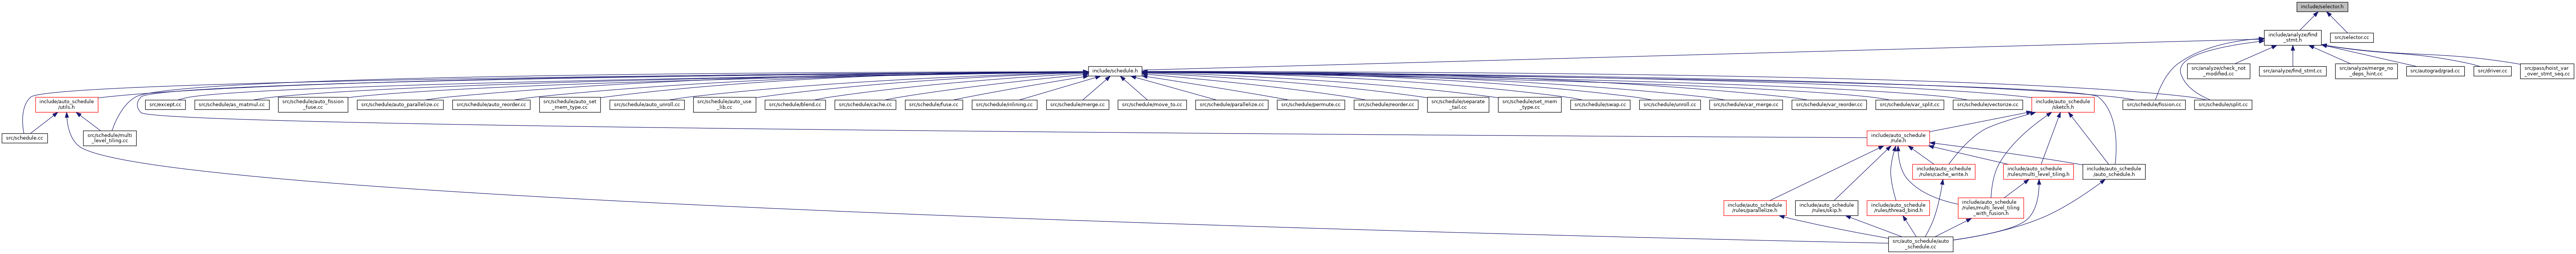 include/selector.h
include/analyze/find
_stmt.h
src/selector.cc
include/schedule.h
src/analyze/check_not
_modified.cc
src/analyze/find_stmt.cc
src/analyze/merge_no
_deps_hint.cc
src/autograd/grad.cc
src/driver.cc
src/pass/hoist_var
_over_stmt_seq.cc
include/auto_schedule
/utils.h
src/except.cc
src/schedule/as_matmul.cc
src/schedule/auto_fission
_fuse.cc
src/schedule/auto_parallelize.cc
src/schedule/auto_reorder.cc
src/schedule/auto_set
_mem_type.cc
src/schedule/auto_unroll.cc
src/schedule/auto_use
_lib.cc
src/schedule/blend.cc
src/schedule/cache.cc
src/schedule/fuse.cc
src/schedule/inlining.cc
src/schedule/merge.cc
src/schedule/move_to.cc
src/schedule/parallelize.cc
src/schedule/permute.cc
src/schedule/reorder.cc
src/schedule/separate
_tail.cc
src/schedule/set_mem
_type.cc
src/schedule/swap.cc
src/schedule/unroll.cc
src/schedule/var_merge.cc
src/schedule/var_reorder.cc
src/schedule/var_split.cc
src/schedule/vectorize.cc
include/auto_schedule
/sketch.h
src/schedule/fission.cc
src/schedule/split.cc
src/schedule.cc
src/schedule/multi
_level_tiling.cc
include/auto_schedule
/rule.h
include/auto_schedule
/rules/cache_write.h
include/auto_schedule
/rules/multi_level_tiling.h
include/auto_schedule
/auto_schedule.h
include/auto_schedule
/rules/parallelize.h
include/auto_schedule
/rules/skip.h
include/auto_schedule
/rules/thread_bind.h
include/auto_schedule
/rules/multi_level_tiling
_with_fusion.h
src/auto_schedule/auto
_schedule.cc